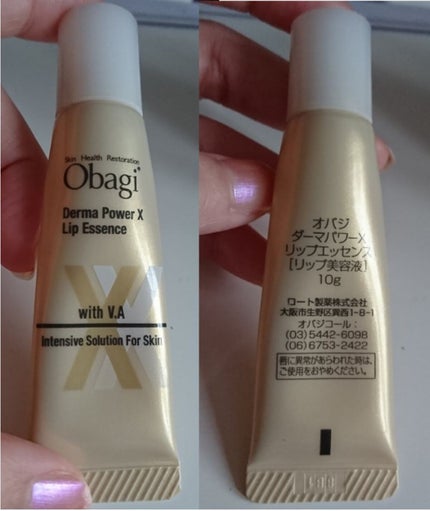 Skin Health Restoration
Obagi
Derma Power X
Lip Essence
X
with V.A
Intensive Solution For Skin
オバジ
ダーマパワーX
リップエッセンス
[リップ美容液]
10g
ロート製薬株式会社
大阪市生野区巽西1-8-1
オバジコール:
(03)5442-6098
(06)6753-2422
唇に異常があらわれた時は、
ご使用をおやめください。